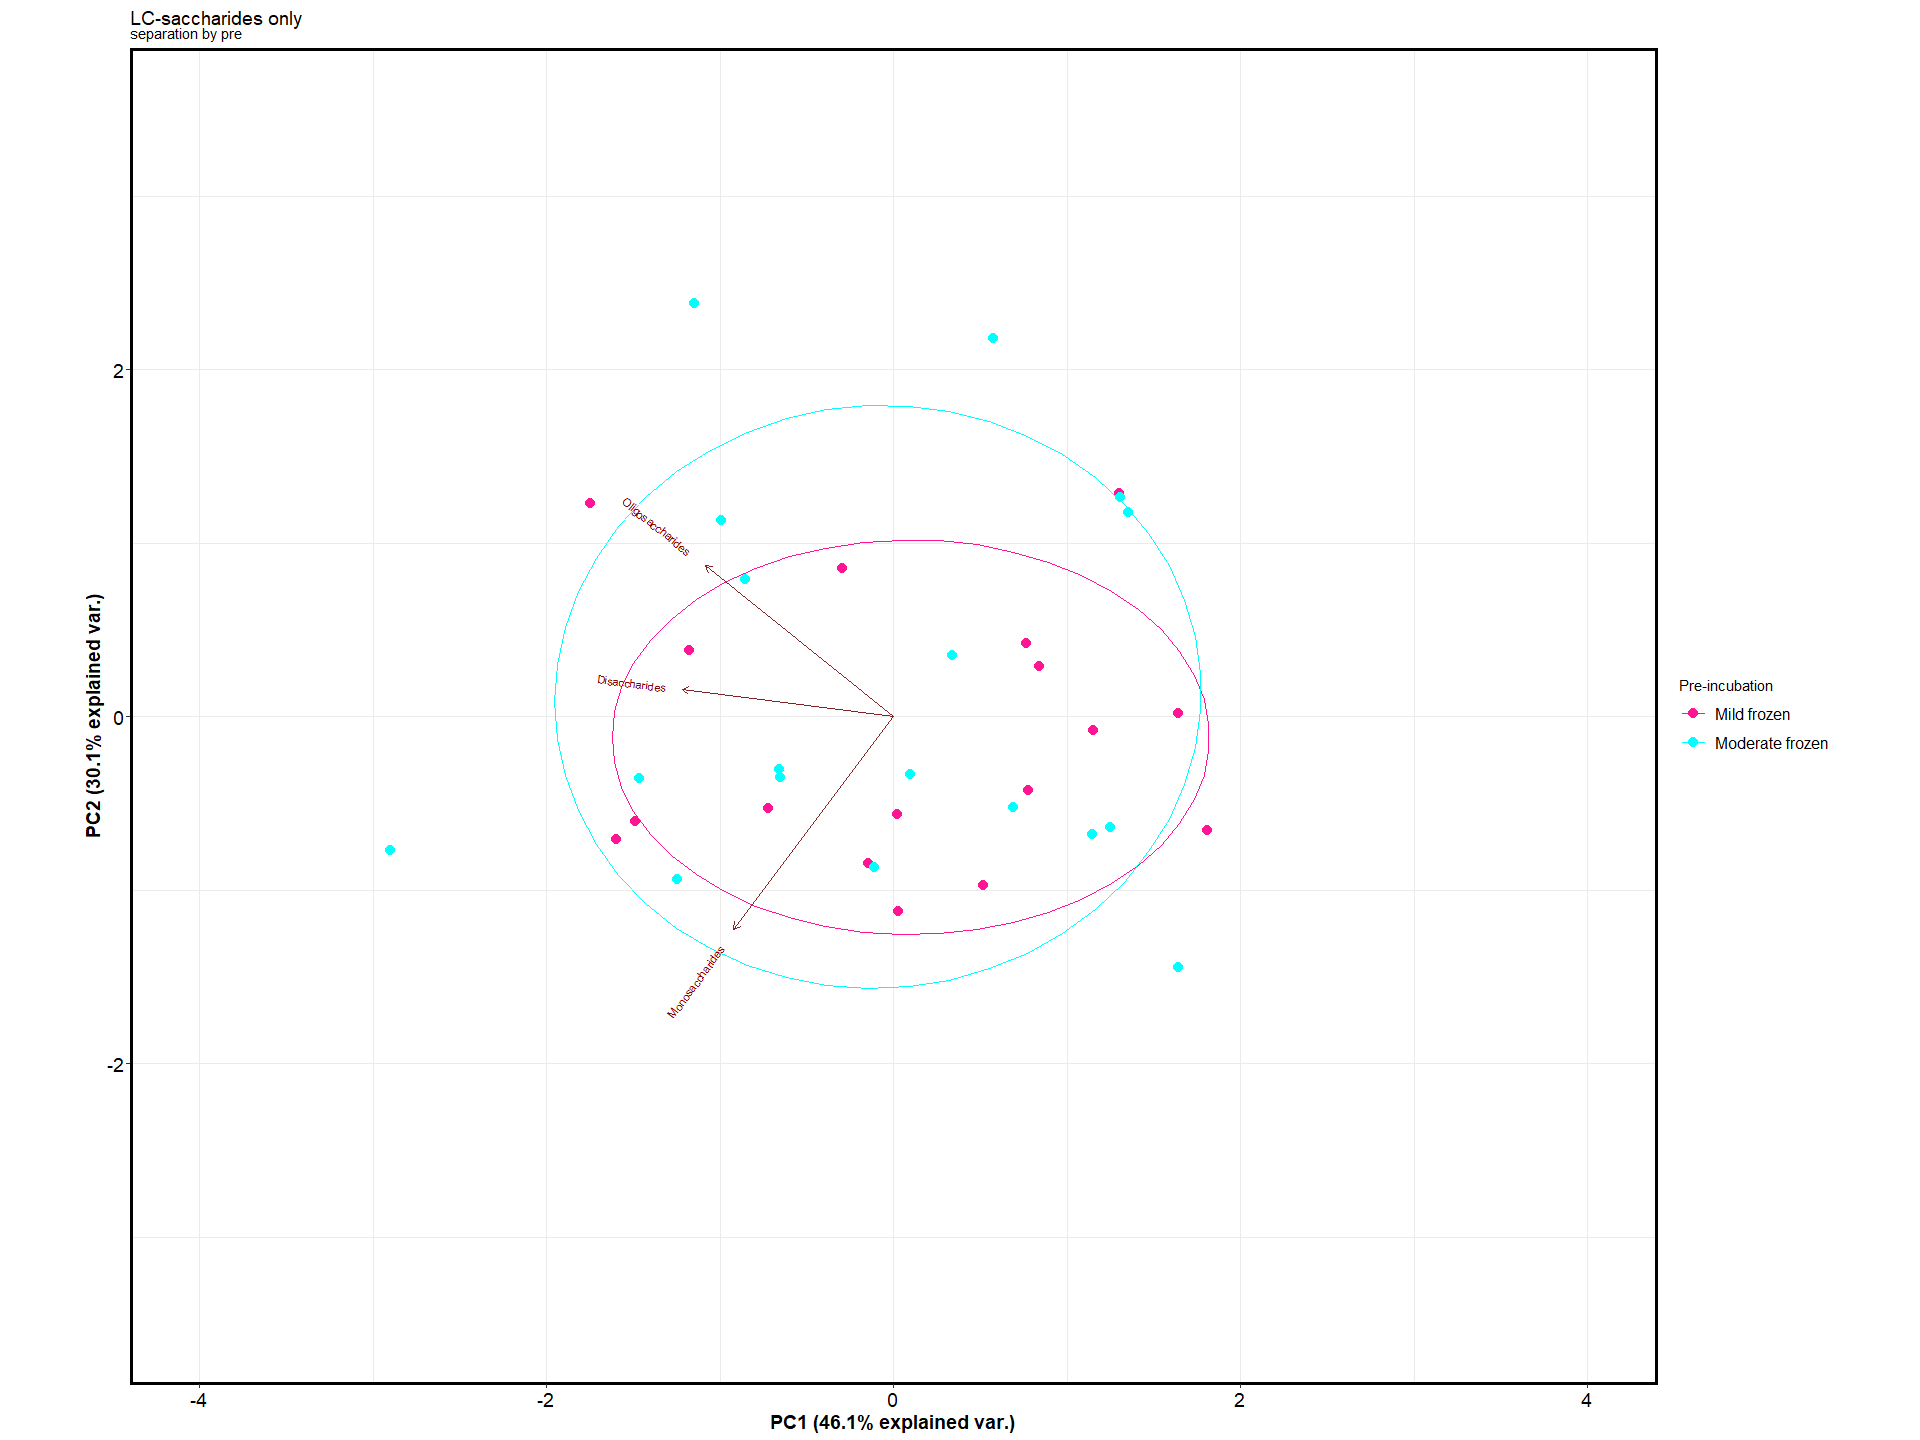 LC-saccharides only
separation by pre
Oligosaccharides
Disaccharides
Monosaccharides
2
0
-2
PC2 (30.1% explained var.)
-4
-2
0
2
4
PC1 (46.1% explained var.)
Pre-incubation
Mild frozen
Moderate frozen